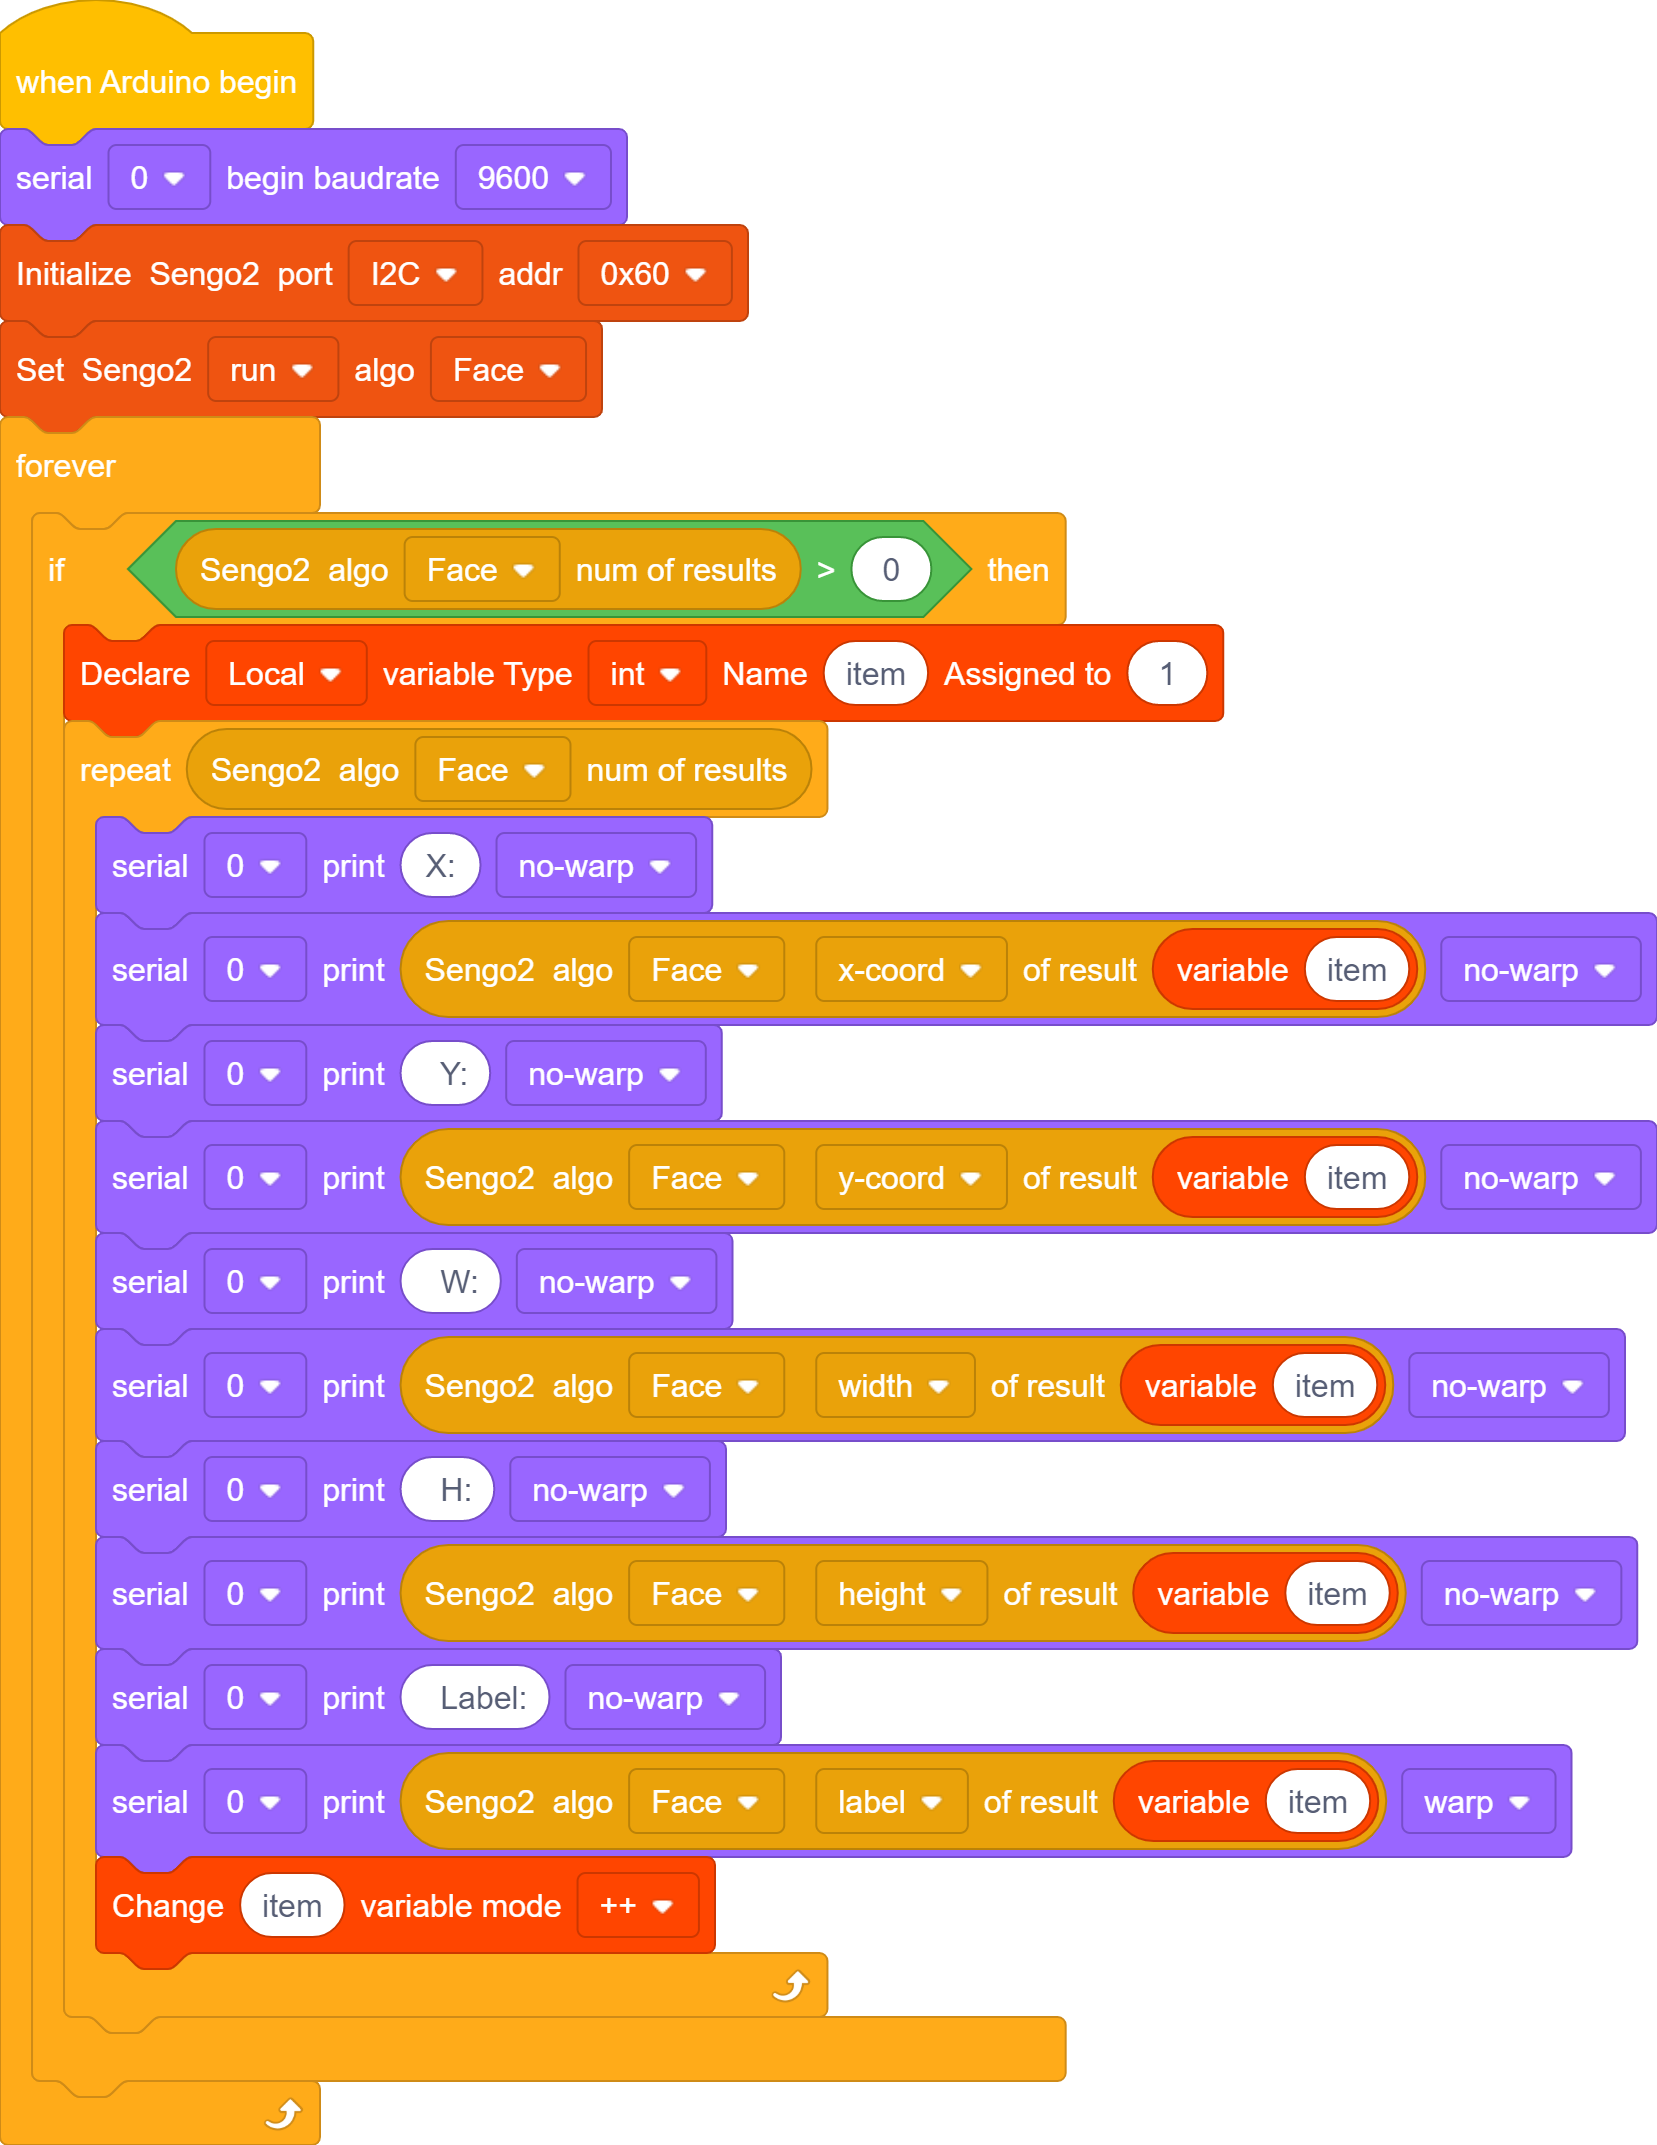 when Arduino begin
serial 0 begin baudrate 9600
Initialize Sengo2 port I2C addr 0x60
Set Sengo2 run algo Face
forever
if Sengo2 algo Face num of results > 0 then
Declare Local variable Type int Name item Assigned to 1
repeat Sengo2 algo Face num of results
serial 0 print X: no-warp
serial 0 print Sengo2 algo Face x-coord of result variable item no-warp
serial 0 print Y: no-warp
serial 0 print Sengo2 algo Face y-coord of result variable item no-warp
serial 0 print W: no-warp
serial 0 print Sengo2 algo Face width of result variable item no-warp
serial 0 print H: no-warp
serial 0 print Sengo2 algo Face height of result variable item no-warp
serial 0 print Label: no-warp
serial 0 print Sengo2 algo Face label of result variable item warp
Change item variable mode ++